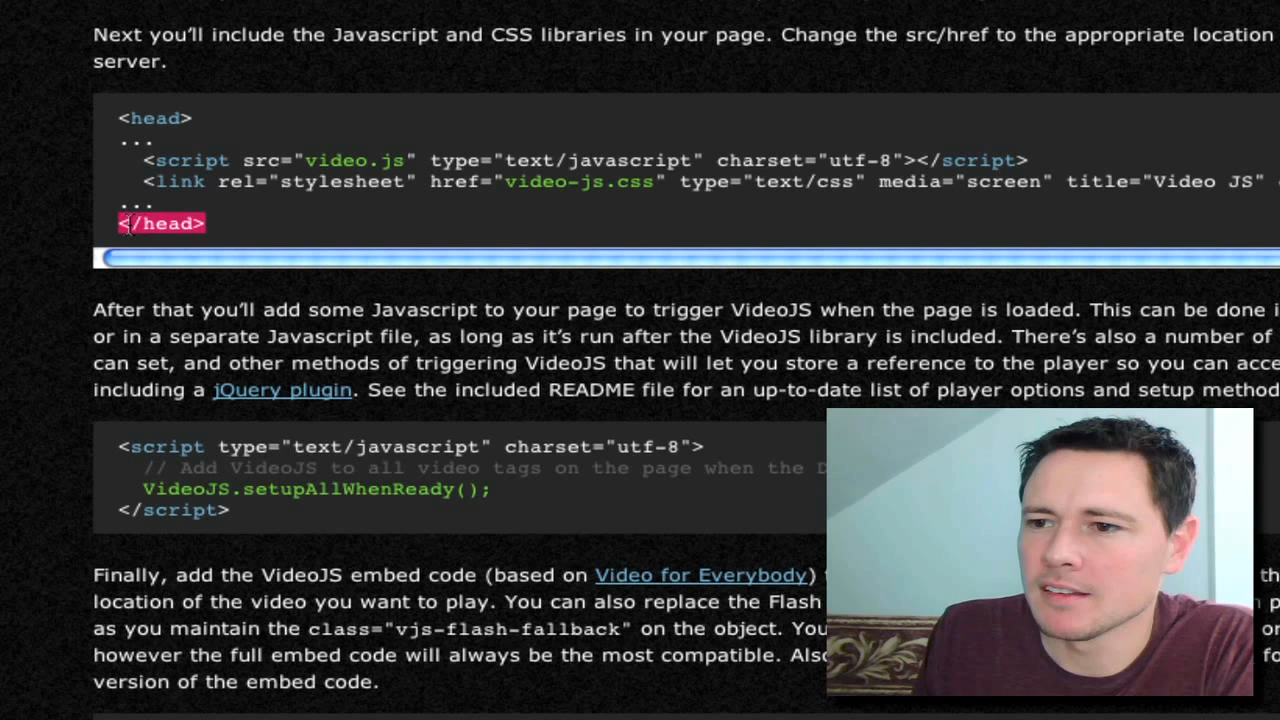 Next you'll include the Javascript and CSS libraries in your page. Change the src/href to the appropriate location
server.
<head>
...
<script src="video.js" type="text/javascript" charset="utf-8"></script>
<link rel="stylesheet" href="video-js.css" type="text/css" media="screen" title="Video JS"
...
</head>
After that you'll add some Javascript to your page to trigger VideoJS when the page is loaded. This can be done
or in a separate Javascript file, as long as it's run after the VideoJS library is included. There's also a number of
can set, and other methods of triggering VideoJS that will let you store a reference to the player so you can
including a jQuery plugin. See the included README file for an up-to-date list of player options and setup
<script type="text/javascript" charset="utf-8">
// Add VideoJS to all video tags on the page when the
VideoJS.setupAllWhenReady();
</script>
Finally, add the VideoJS embed code (based on Video for Everybody)
location of the video you want to play. You can also replace the Flash
as you maintain the class="vjs-flash-fallback" on the object.
however the full embed code will always be the most compatible.
version of the embed code.